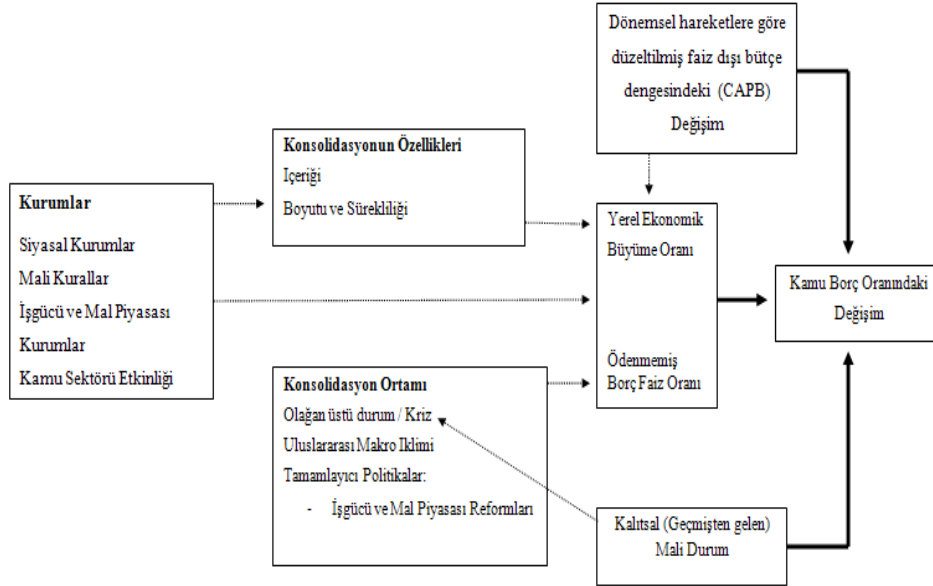 Dönemsel hareketlere göre
düzeltilmiş faiz dışı bütçe
dengesindeki (CAPB)
Değişim
Konsolidasyonun Özellikleri
Içeriği
Boyutu ve Sürekliliği
Kurumlar
Siyasal Kurumlar
Mali Kurallar
İşgücü ve Mal Piyasası
Kurumlar
Kamu Sektörü Etkinliği
Yerel Ekonomik
Büyüme Oranı
Ödenmemiş
Borç Faiz Oranı
Kamu Borç Oranındaki
Değişim
Konsolidasyon Ortamı
Olağan üstü durum / Kriz
Uluslararası Makro Iklimi
Tamamlayıcı Politikalar:
- İşgücü ve Mal Piyasası Reformları
Kalıtsal (Geçmişten gelen)
Mali Durum